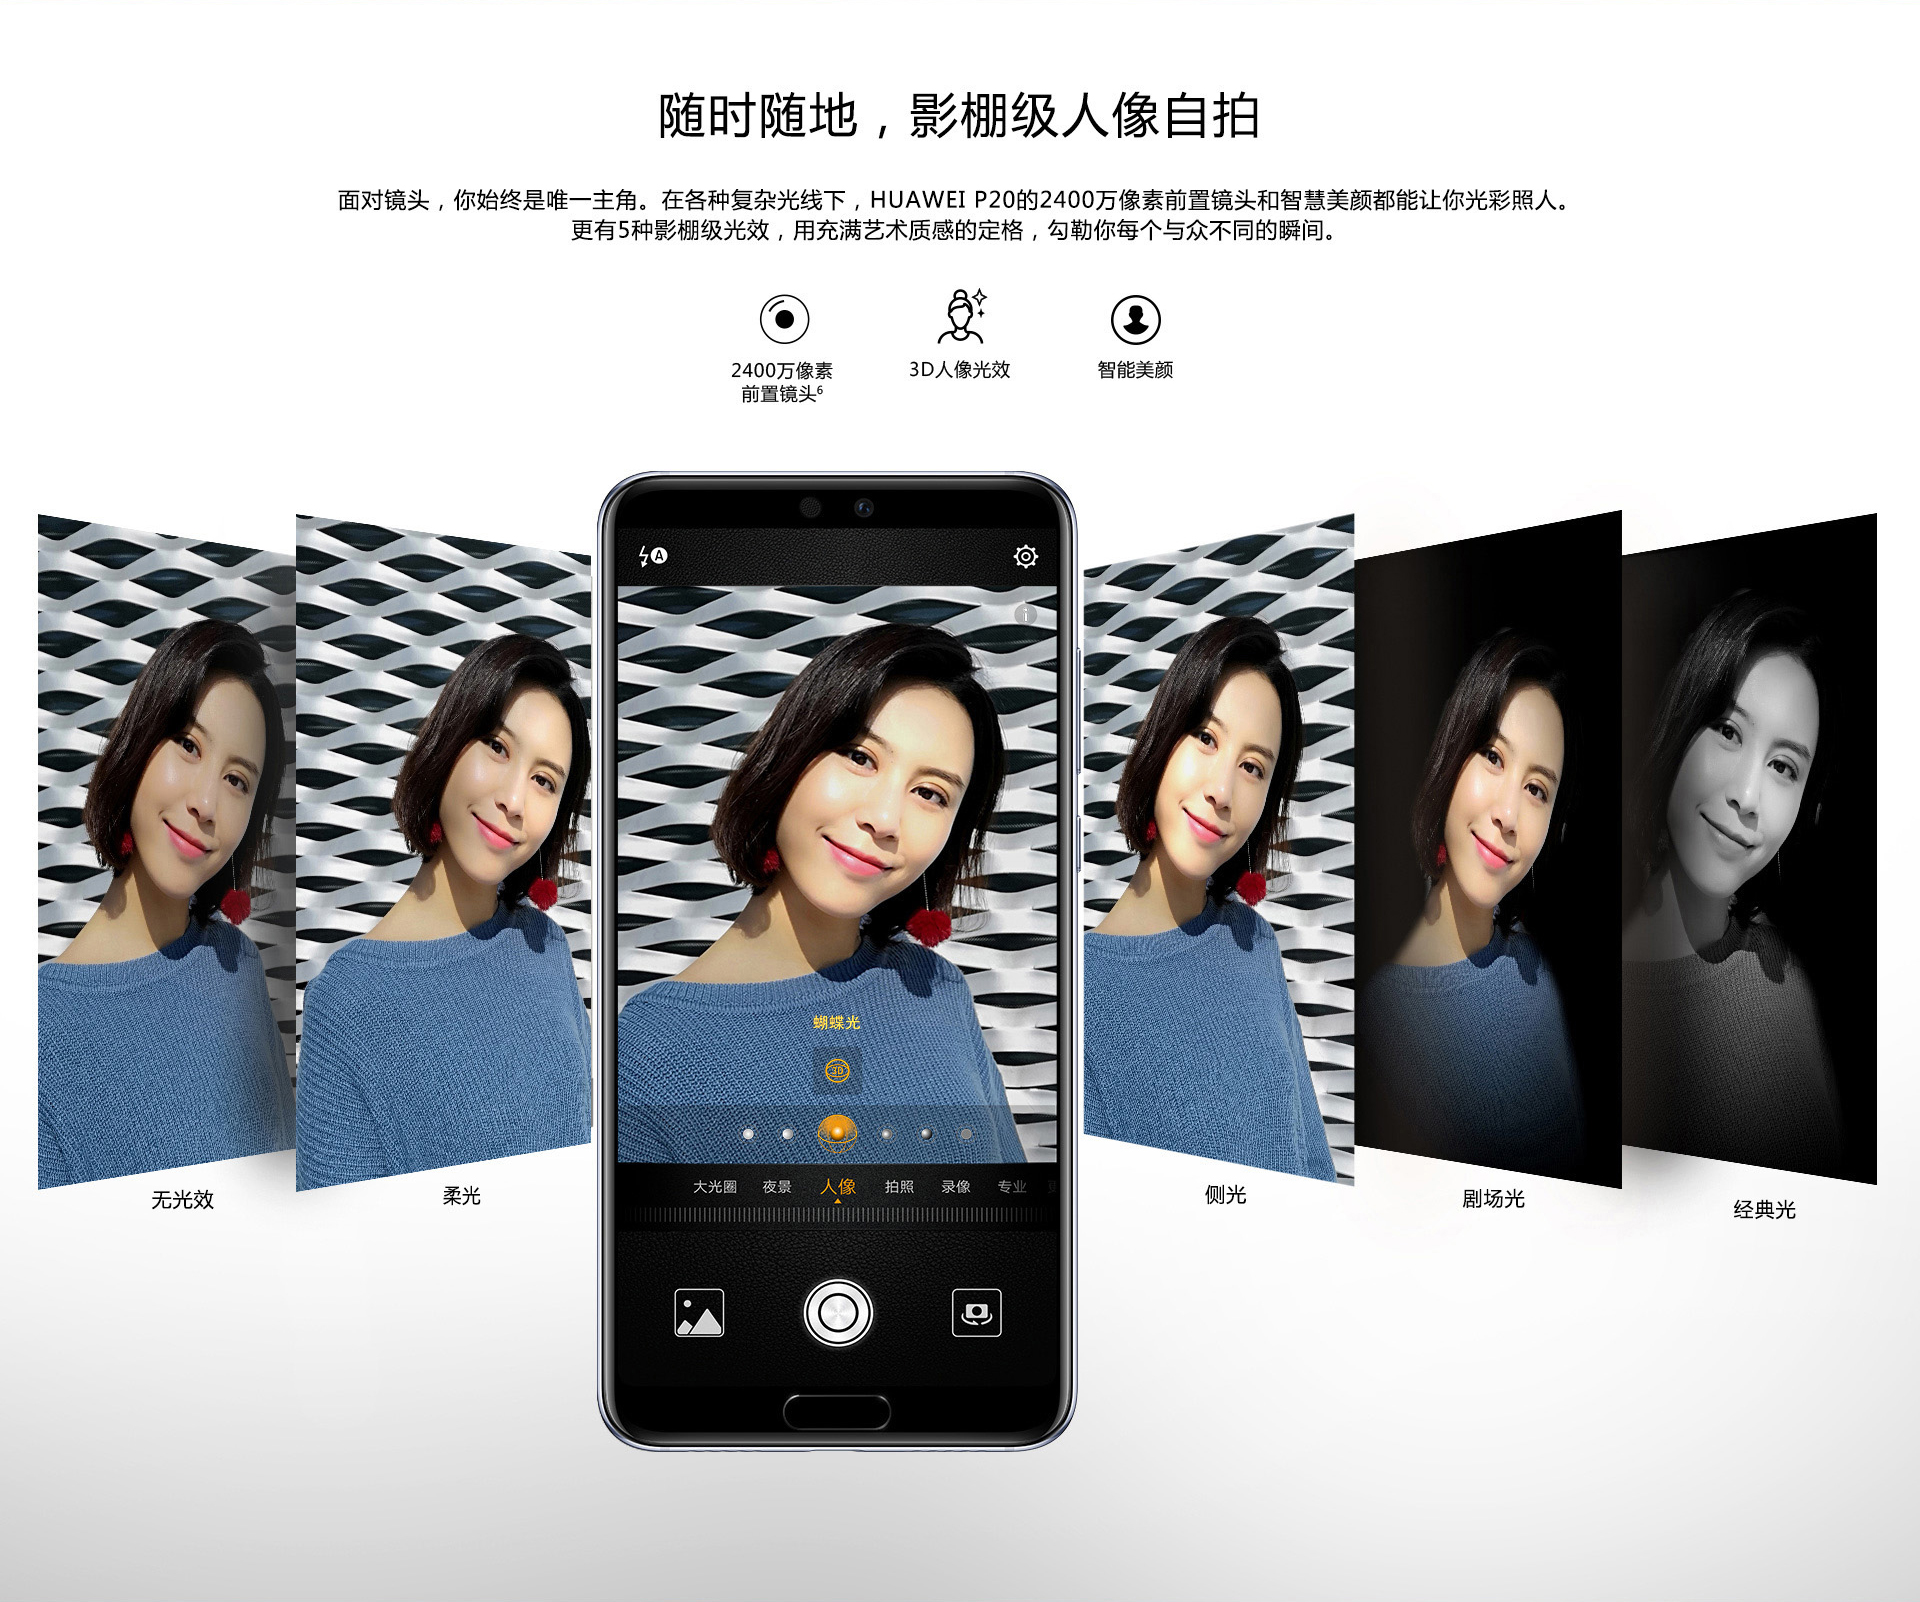 随时随地，影棚级人像自拍
面对镜头，你始终是唯一主角。在各种复杂光线下，HUAWEI P20的2400万像素前置镜头和智慧美颜都能让你光彩照人。
更有5种影棚级光效，用充满艺术质感的定格，勾勒你每个与众不同的瞬间。
2400万像素
前置镜头6
3D人像光效
智能美颜
A
i
蝴蝶光
3D
大光圈 夜景 人像 拍照 录像 专业
无光效
柔光
侧光
剧场光
经典光